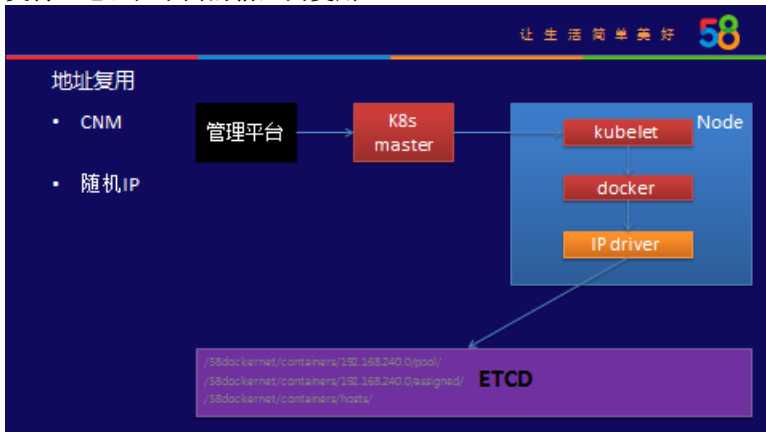 让生活简单美好 58
地址复用
• CNM
• 随机IP
管理平台
K8s
master
Node
kubelet
docker
IP driver
/58dockernet/containers/192.168.240.0/pool/
/58dockernet/containers/192.168.240.0/assigned/
/58dockernet/containers/hosts/
ETCD